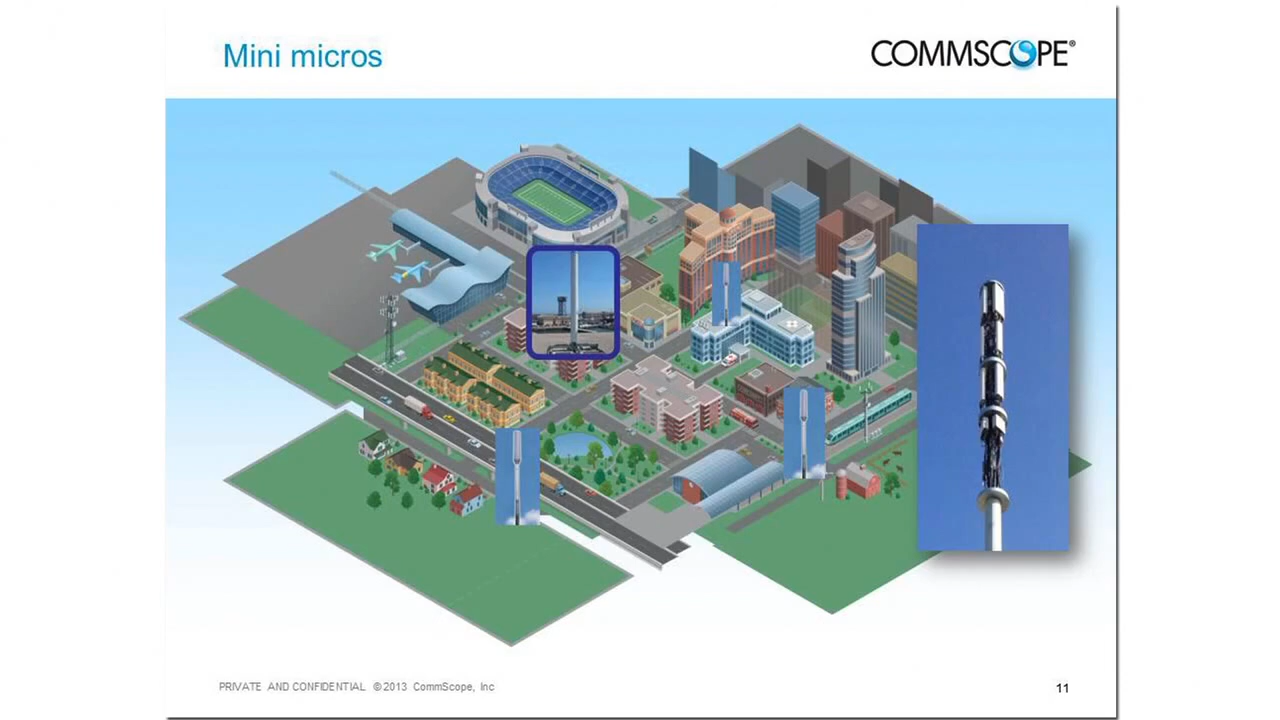 Mini micros
COMMSCOPE®
PRIVATE AND CONFIDENTIAL © 2013 CommScope, Inc
11